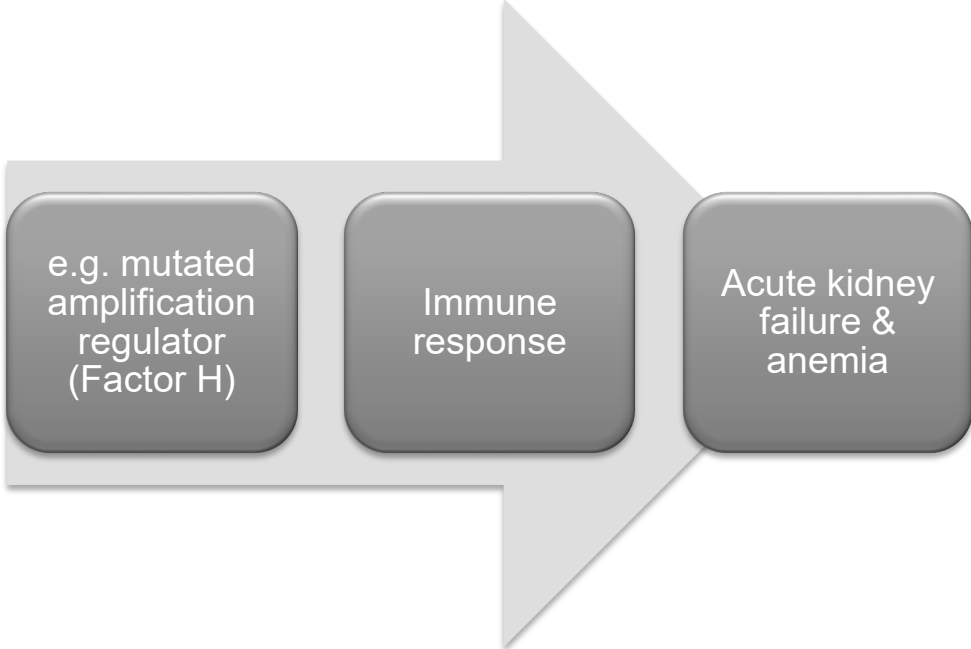 e.g. mutated
amplification
regulator
(Factor H)
Immune
response
Acute kidney
failure &
anemia